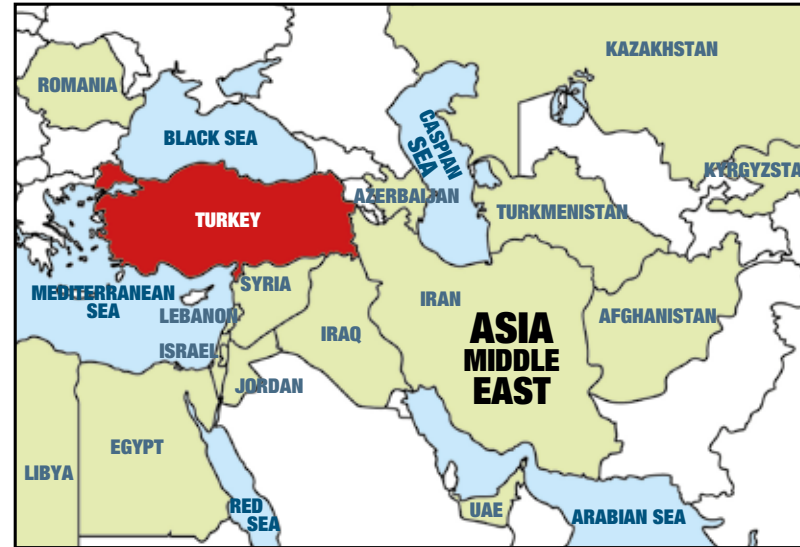 KAZAKHSTAN
ROMANIA
BLACK SEA
CASPIAN
SEA
KYRGYZSTA
AZERBAIJAN
TURKMENISTAN
TURKEY
MEDITERRANEAN
SEA
SYRIA
LEBANON
IRAN
AFGHANISTAN
IRAQ
ASIA
MIDDLE
EAST
ISRAEL
JORDAN
EGYPT
LIBYA
RED
SEA
UAE
ARABIAN SEA